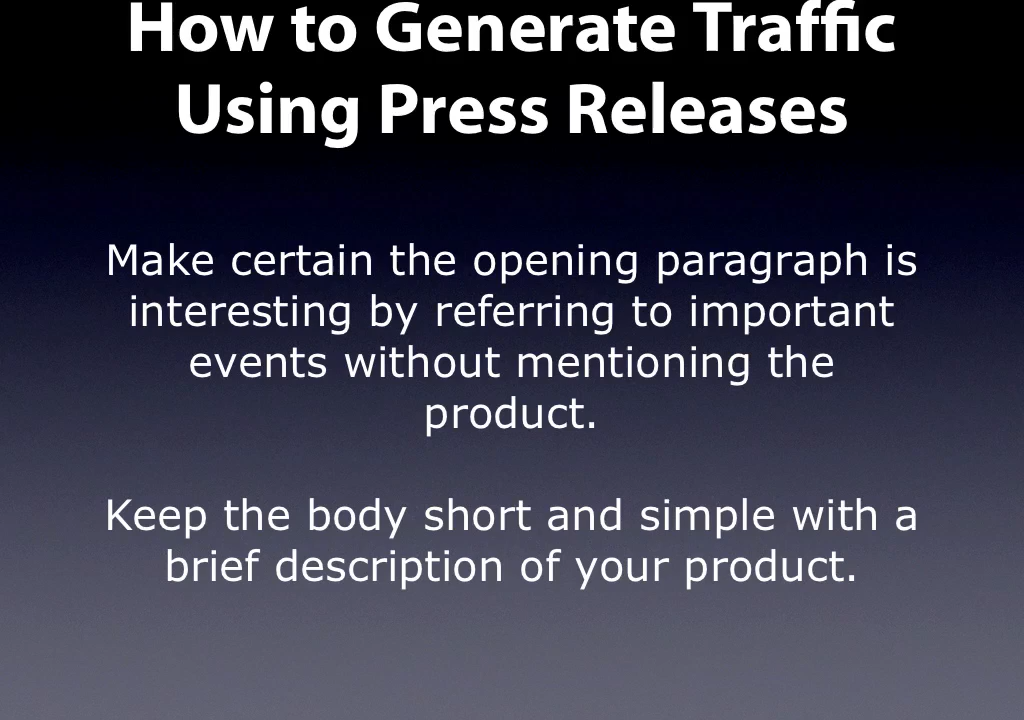 How to Generate Traffic
Using Press Releases
Make certain the opening paragraph is
interesting by referring to important
events without mentioning the
product.
Keep the body short and simple with a
brief description of your product.